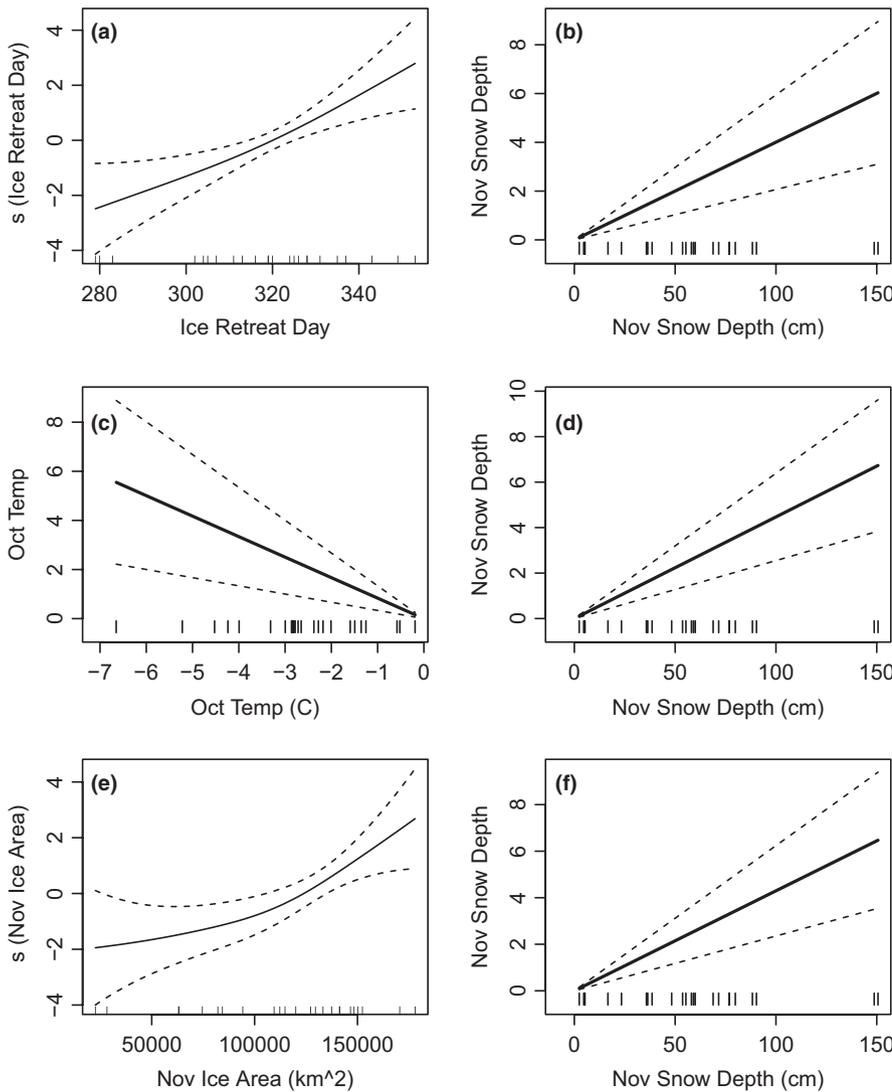 (a)
s (Ice Retreat Day)
4
2
0
−2
−4
280 300 320 340
Ice Retreat Day
(b)
Nov Snow Depth
8
6
4
2
0
0 50 100 150
Nov Snow Depth (cm)
(c)
Oct Temp
8
6
4
2
0
−7 −6 −5 −4 −3 −2 −1 0
Oct Temp (C)
(d)
Nov Snow Depth
10
8
6
4
2
0
0 50 100 150
Nov Snow Depth (cm)
(e)
s (Nov Ice Area)
4
2
0
−2
−4
50000 100000 150000
Nov Ice Area (km^2)
(f)
Nov Snow Depth
8
6
4
2
0
0 50 100 150
Nov Snow Depth (cm)